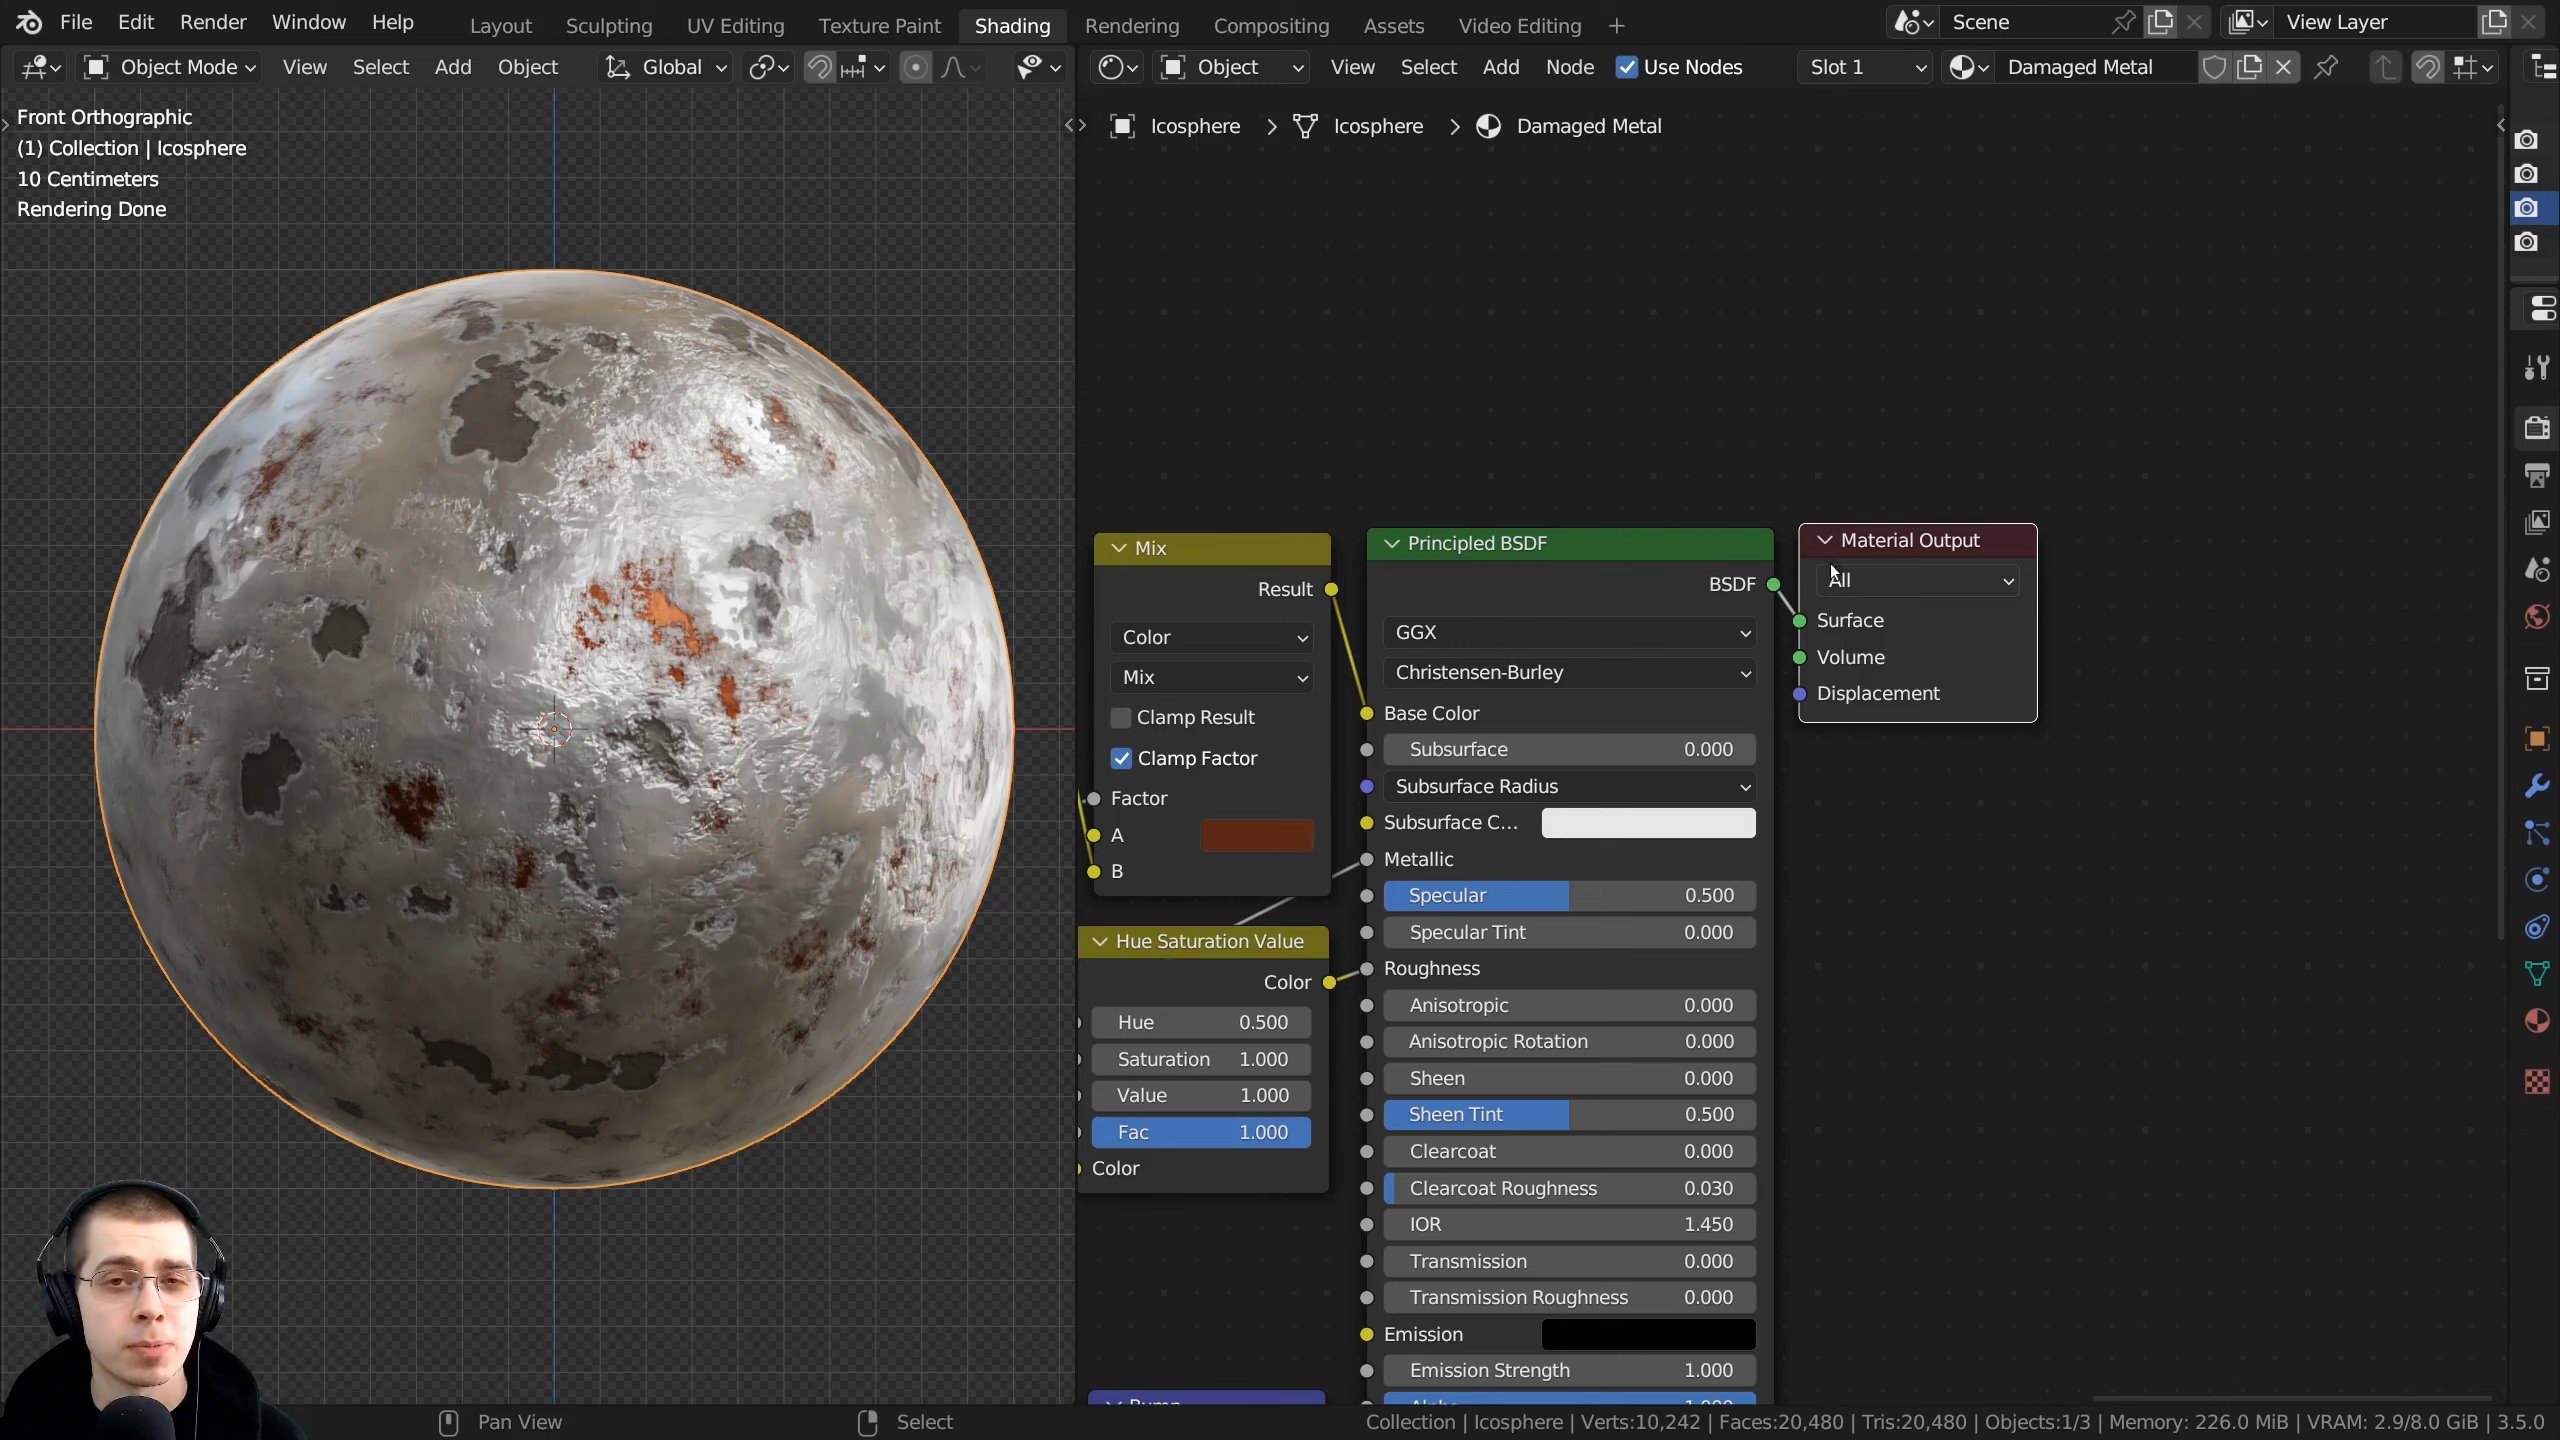 File Edit Render Window Help
Layout Sculpting UV Editing Texture Paint Shading Rendering Compositing Assets Video Editing +
Scene
View Layer
Object Mode View Select Add Object Global
Object View Select Add Node Use Nodes Slot 1 Damaged Metal
Front Orthographic
(1) Collection | Icosphere
10 Centimeters
Rendering Done
Icosphere > Icosphere > Damaged Metal
Mix
Result
Color
Mix
Clamp Result
Clamp Factor
Factor
A
B
Hue Saturation Value
Color
Hue 0.500
Saturation 1.000
Value 1.000
Fac 1.000
Color
Principled BSDF
BSDF
GGX
Christensen-Burley
Base Color
Subsurface 0.000
Subsurface Radius
Subsurface C...
Metallic
Specular 0.500
Specular Tint 0.000
Roughness
Anisotropic 0.000
Anisotropic Rotation 0.000
Sheen 0.000
Sheen Tint 0.500
Clearcoat 0.000
Clearcoat Roughness 0.030
IOR 1.450
Transmission 0.000
Transmission Roughness 0.000
Emission
Emission Strength 1.000
Material Output
All
Surface
Volume
Displacement
Pan View
Select
Collection | Icosphere | Verts:10,242 | Faces:20,480 | Tris:20,480 | Objects:1/3 | Memory: 226.0 MiB | VRAM: 2.9/8.0 GiB | 3.5.0